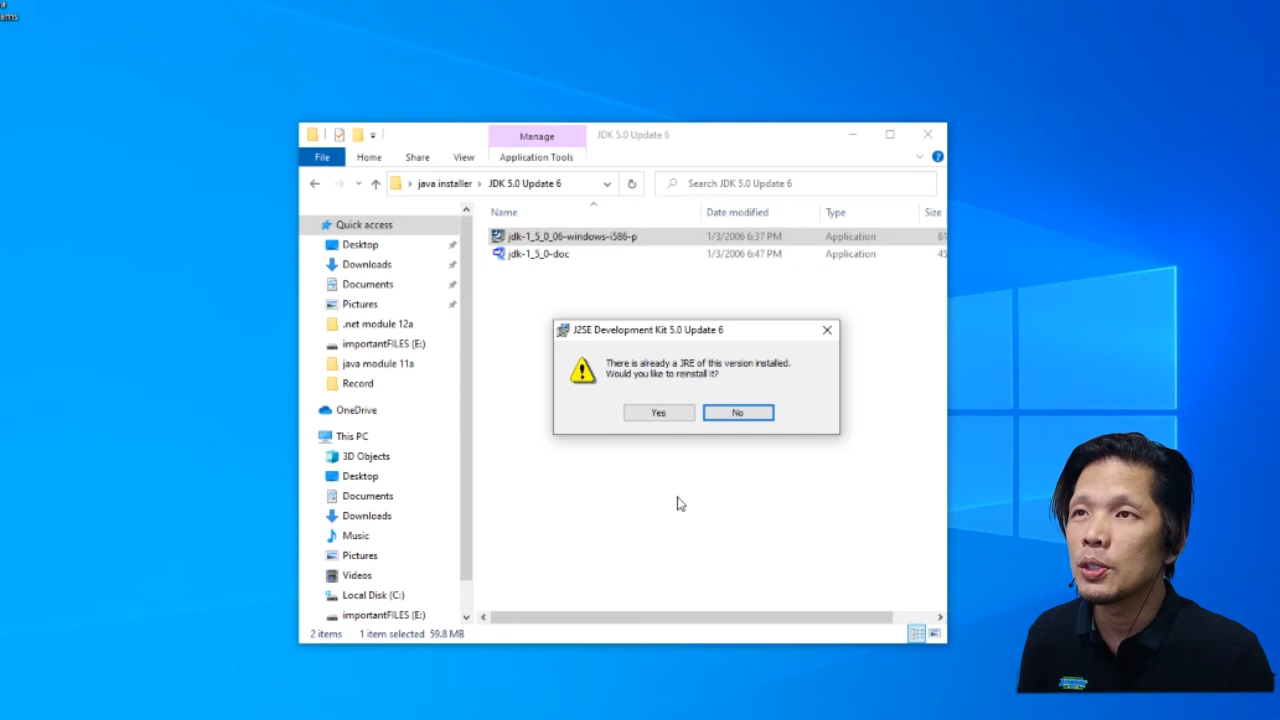 ams
Manage
JDK 5.0 Update 6
File
Home
Share
View
Application Tools
java installer
JDK 5.0 Update 6
Search JDK 5.0 Update 6
Name
Date modified
Type
Size
Quick access
jdk-1_5_0_06-windows-i586-p
1/3/2006 6:37 PM
Application
61
Desktop
jdk-1_5_0-doc
1/3/2006 6:47 PM
Application
45
Downloads
Documents
Pictures
.net module 12a
importantFILES (E:)
java module 11a
Record
OneDrive
This PC
3D Objects
Desktop
Documents
Downloads
Music
Pictures
Videos
Local Disk (C:)
importantFILES (E:)
2 items
1 item selected 59.8 MB
J2SE Development Kit 5.0 Update 6
There is already a JRE of this version installed.
Would you like to reinstall it?
Yes
No